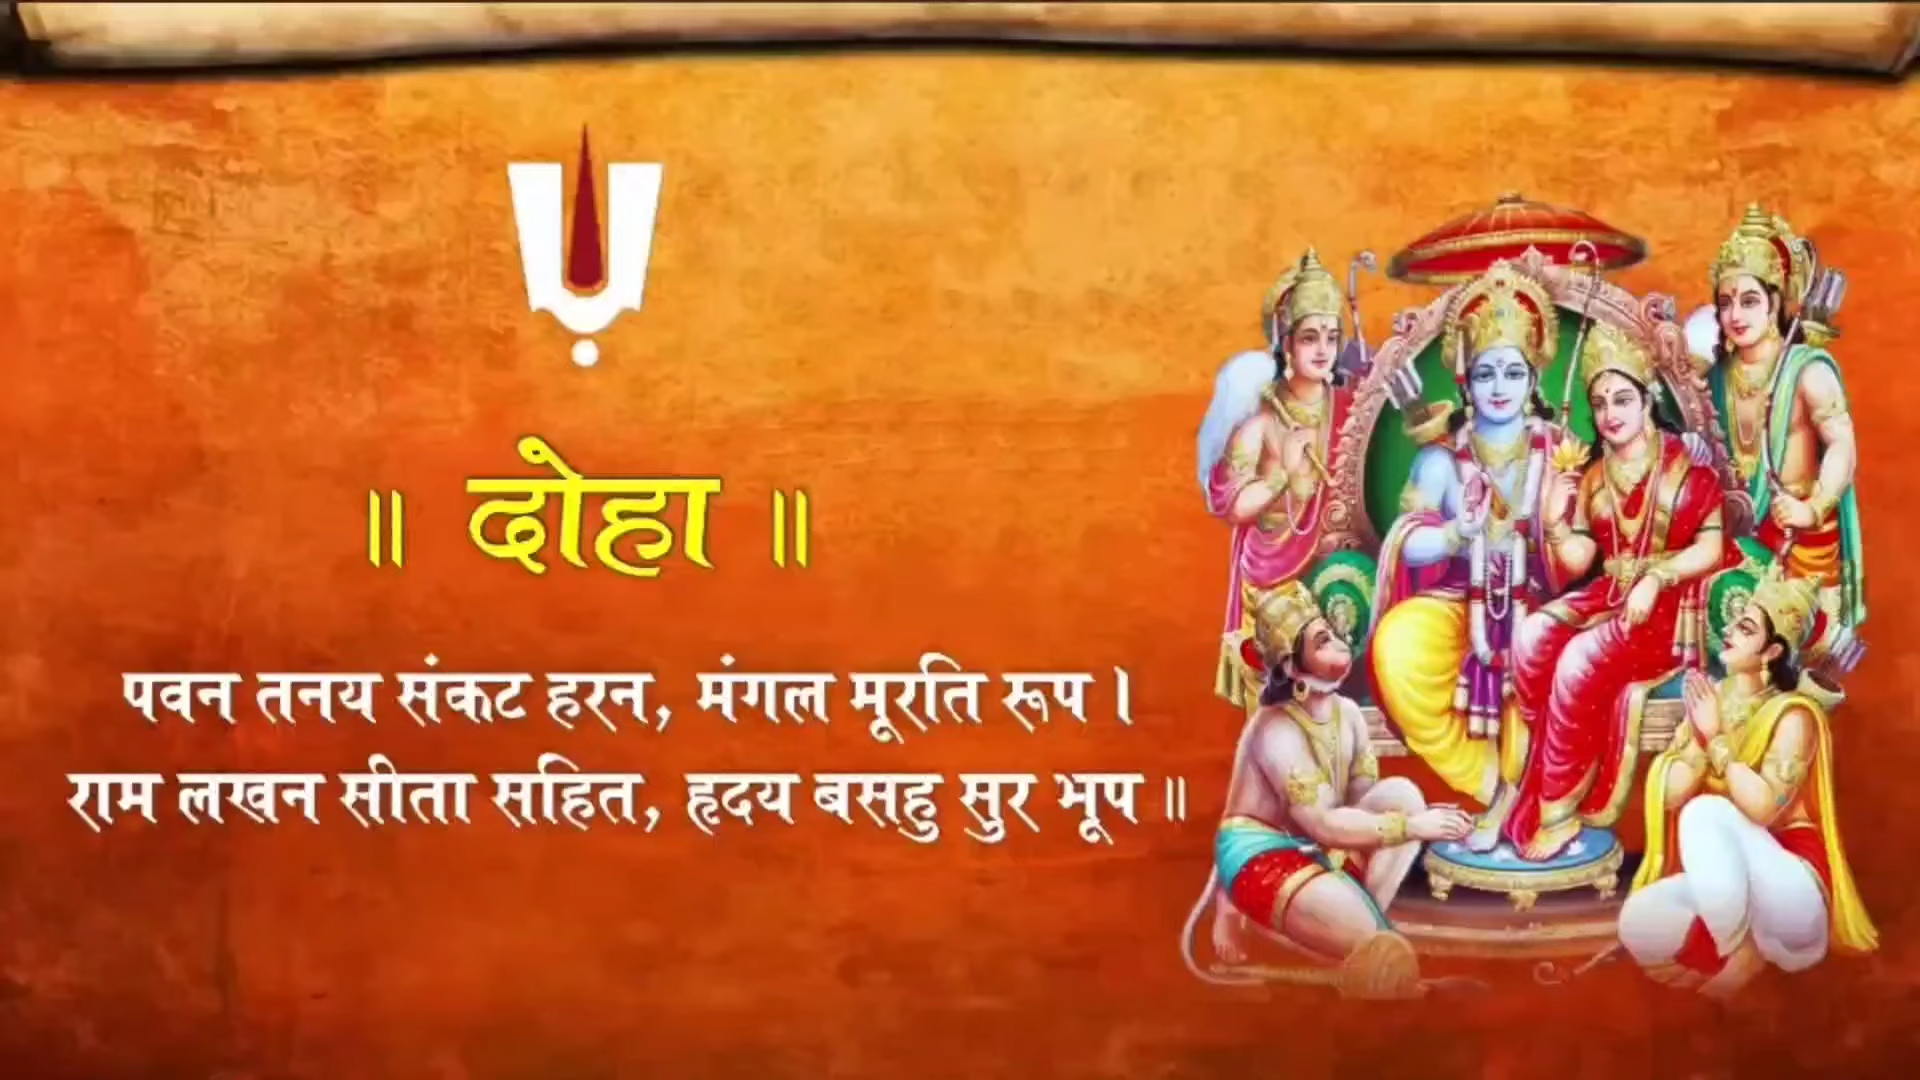 ॥ दोहा ॥
पवन तनय संकट हरन, मंगल मूरति रूप ।
राम लखन सीता सहित, हृदय बसहु सुर भूप ॥